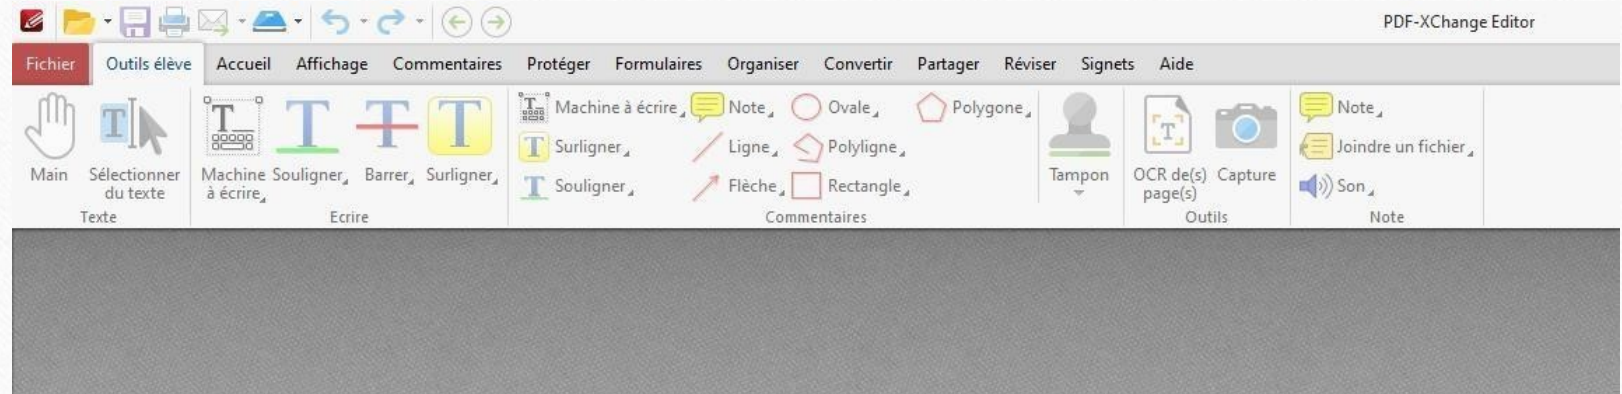 PDF-XChange Editor
Fichier Outils élève Accueil Affichage Commentaires Protéger Formulaires Organiser Convertir Partager Réviser Signets Aide
Main
Sélectionner
du texte
Texte
Machine
à écrire
Souligner
Barrer
Surligner
Ecrire
Machine à écrire
Surligner
Souligner
Note
Ligne
Flèche
Ovale
Polyligne
Rectangle
Polygone
Tampon
Commentaires
OCR de(s)
page(s)
Capture
Outils
Note
Joindre un fichier
Son
Note